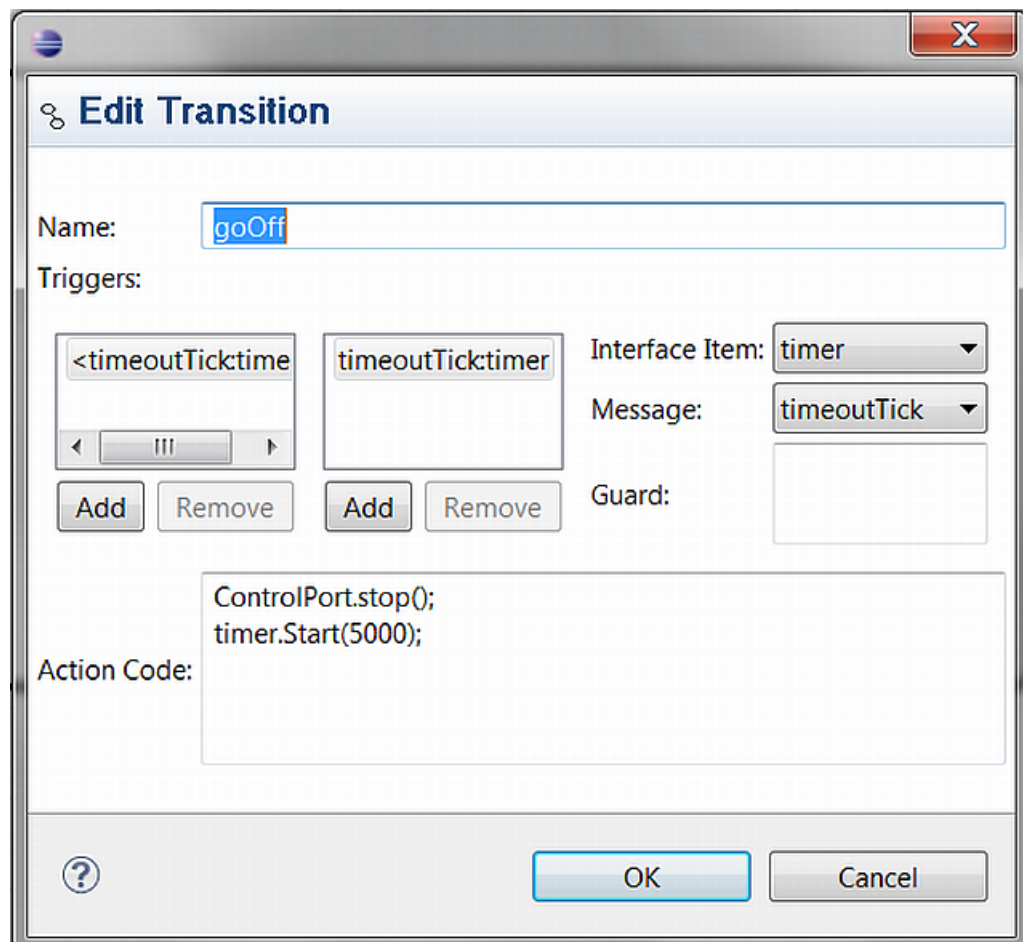 Edit Transition
Name: goOff
Triggers:
<timeoutTick:time
timeoutTick:timer
Interface Item: timer
Message: timeoutTick
Guard:
Add Remove Add Remove
ControlPort.stop();
timer.Start(5000);
Action Code:
OK Cancel